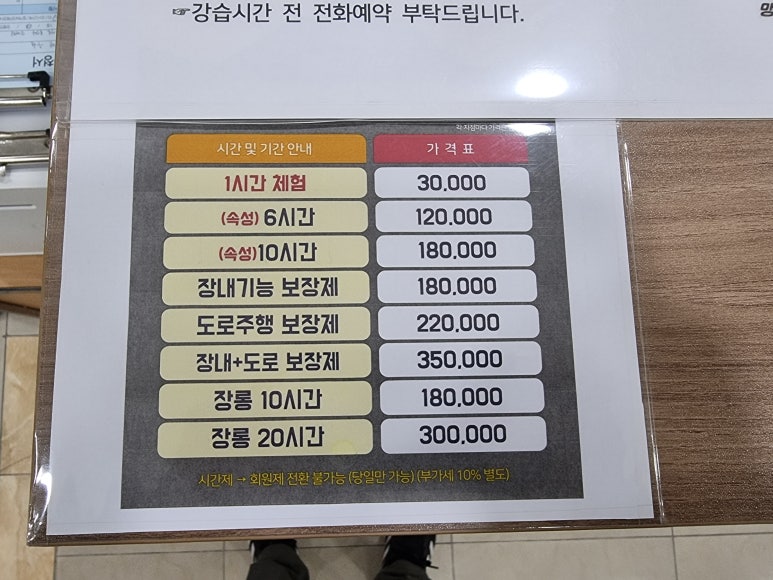 ☞강습시간 전 전화예약 부탁드립니다.
시간 및 기간 안내 가 격 표
1시간 체험 30,000
(속성) 6시간 120,000
(속성)10시간 180,000
장내기능 보장제 180,000
도로주행 보장제 220,000
장내+도로 보장제 350,000
장롱 10시간 180,000
장롱 20시간 300,000
시간제 → 회원제 전환 불가능 (당일만 가능) (부가세 10% 별도)